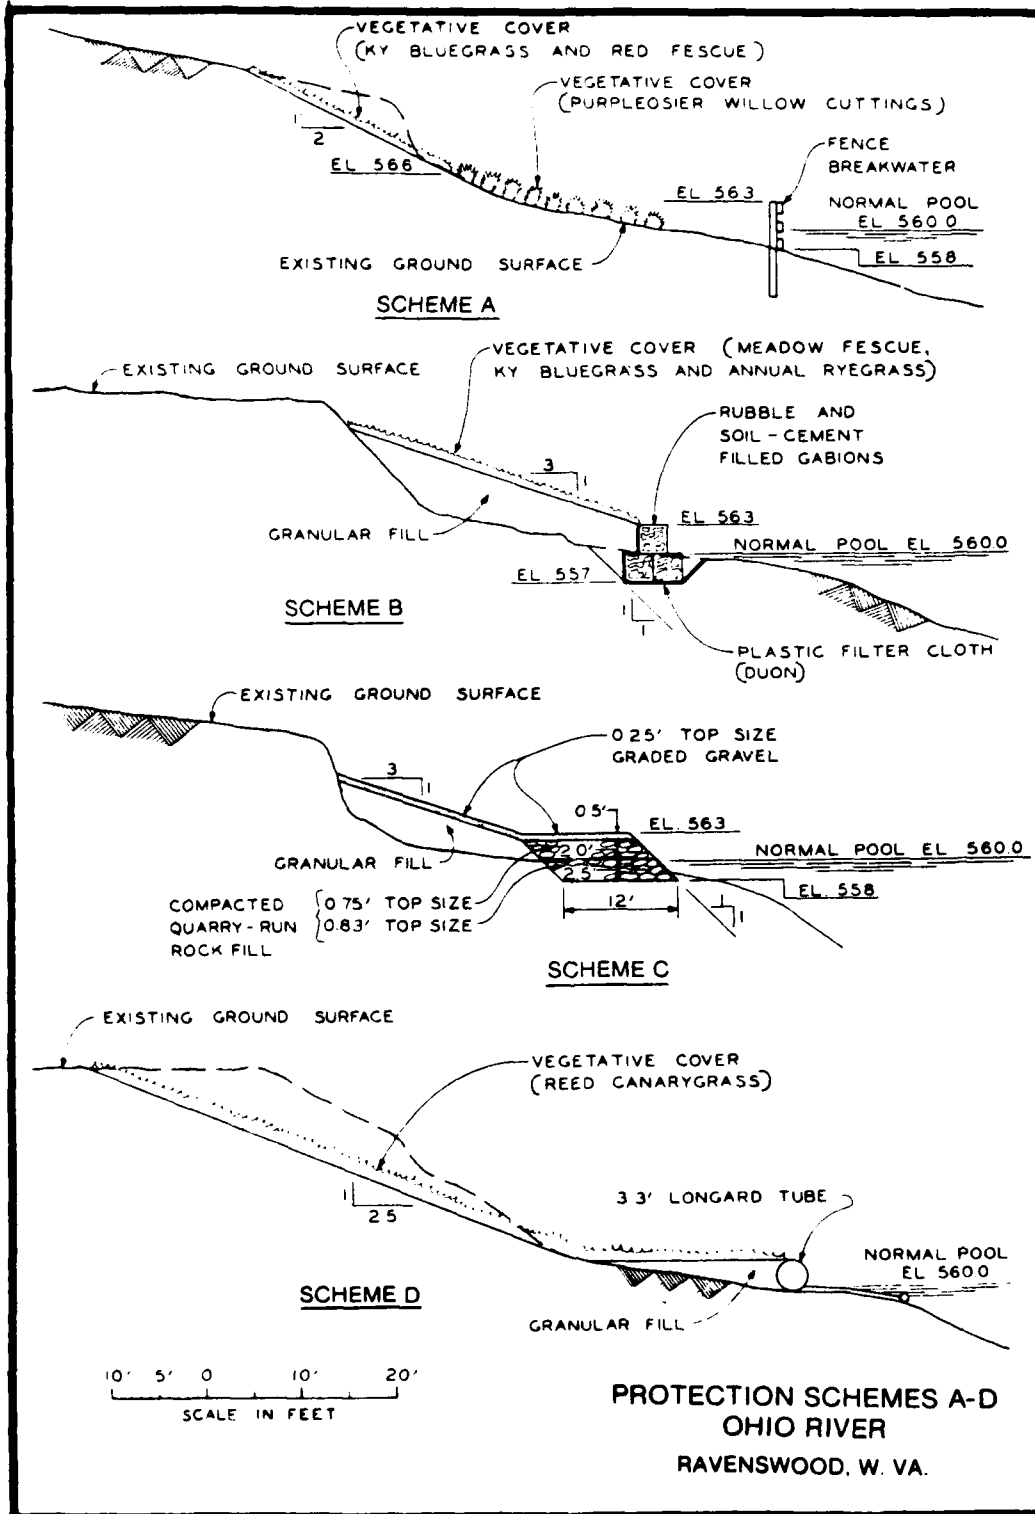 VEGETATIVE COVER
(KY BLUEGRASS AND RED FESCUE)
VEGETATIVE COVER
(PURPLEOSIER WILLOW CUTTINGS)
1
2
EL 566
FENCE
BREAKWATER
EL 563
NORMAL POOL
EL 560.0
EL 558
EXISTING GROUND SURFACE
SCHEME A
EXISTING GROUND SURFACE
VEGETATIVE COVER (MEADOW FESCUE,
KY BLUEGRASS AND ANNUAL RYEGRASS)
RUBBLE AND
SOIL-CEMENT
FILLED GABIONS
3
1
GRANULAR FILL
EL 563
NORMAL POOL EL 560.0
EL 557
SCHEME B
1
1
PLASTIC FILTER CLOTH
(DUON)
EXISTING GROUND SURFACE
0.25' TOP SIZE
GRADED GRAVEL
3
1
0.5'
EL. 563
GRANULAR FILL
2.0'
2.5'
NORMAL POOL EL 560.0
EL. 558
COMPACTED
QUARRY-RUN
ROCK FILL
0.75' TOP SIZE
0.83' TOP SIZE
12'
1
1
SCHEME C
EXISTING GROUND SURFACE
VEGETATIVE COVER
(REED CANARYGRASS)
1
2.5
3.3' LONGARD TUBE
NORMAL POOL
EL 560.0
SCHEME D
GRANULAR FILL
10' 5' 0 10' 20'
SCALE IN FEET
PROTECTION SCHEMES A-D
OHIO RIVER
RAVENSWOOD, W. VA.